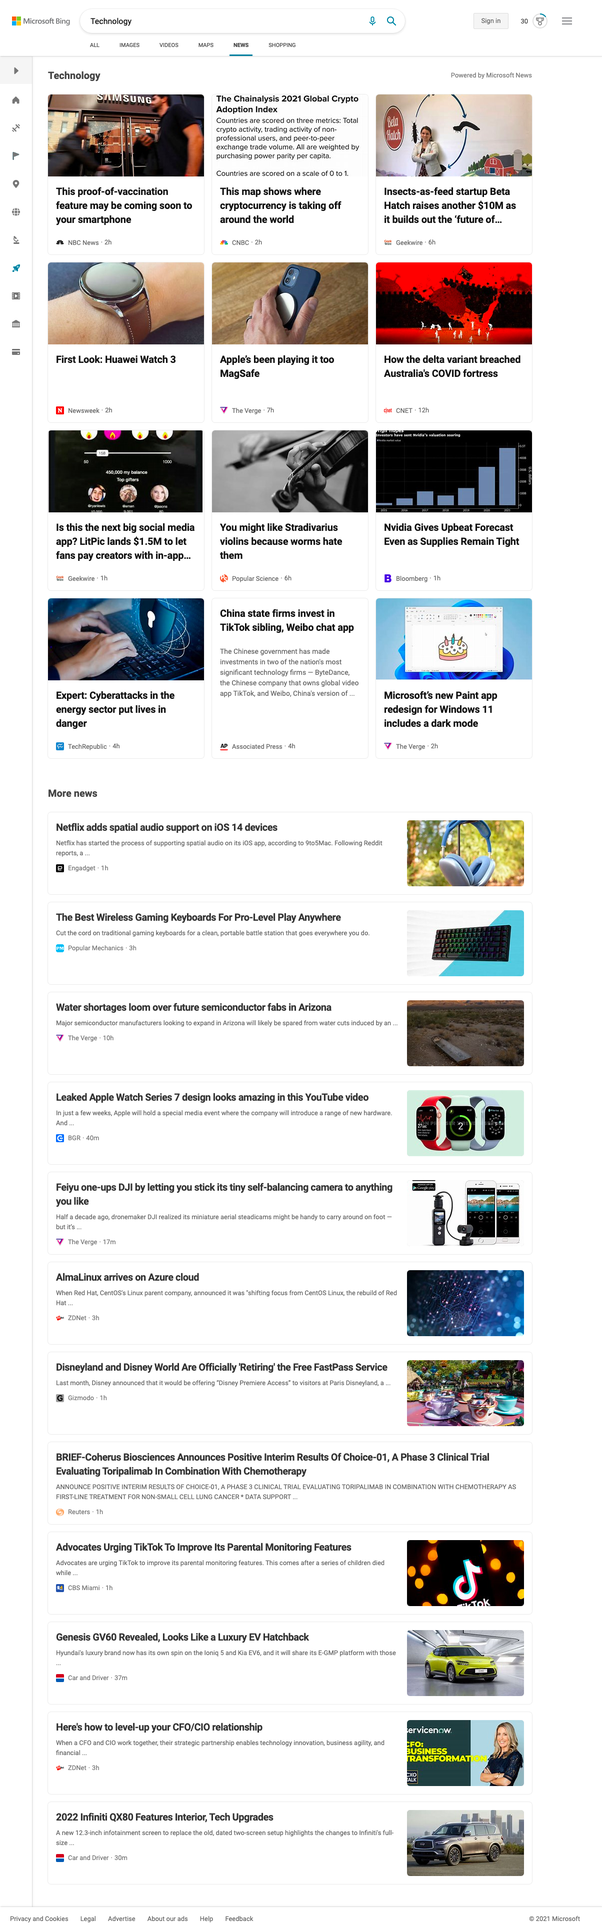 Microsoft Bing
Technology
Sign in
30
ALL
IMAGES
VIDEOS
MAPS
NEWS
SHOPPING
Technology
Powered by Microsoft News
SAMSUNG
This proof-of-vaccination
feature may be coming soon to
your smartphone
NBC News · 2h
The Chainalysis 2021 Global Crypto
Adoption Index
Countries are scored on three metrics: Total
crypto activity, trading activity of non-
professional users, and peer-to-peer
exchange trade volume. All are weighted by
purchasing power parity per capita.
Countries are scored on a scale of 0 to 1.
This map shows where
cryptocurrency is taking off
around the world
CNBC · 2h
Beta
Hatch
Insects-as-feed startup Beta
Hatch raises another $10M as
it builds out the 'future of...
Geekwire · 6h
First Look: Huawei Watch 3
Newsweek · 2h
Apple's been playing it too
MagSafe
The Verge · 7h
How the delta variant breached
Australia's COVID fortress
CNET · 12h
1000
450,000 my balance
Top gifters
Is this the next big social media
app? LitPic lands $1.5M to let
fans pay creators with in-app...
Geekwire · 1h
You might like Stradivarius
violins because worms hate
them
Popular Science · 6h
Investors have sent Nvidia's valuation soaring
Nvidia Gives Upbeat Forecast
Even as Supplies Remain Tight
Bloomberg · 1h
Expert: Cyberattacks in the
energy sector put lives in
danger
TechRepublic · 4h
China state firms invest in
TikTok sibling, Weibo chat app
The Chinese government has made
investments in two of the nation's most
significant technology firms — ByteDance,
the Chinese company that owns global video
app TikTok, and Weibo, China's version of ...
AP Associated Press · 4h
Microsoft's new Paint app
redesign for Windows 11
includes a dark mode
The Verge · 2h
More news
Netflix adds spatial audio support on iOS 14 devices
Netflix has started the process of supporting spatial audio on its iOS app, according to 9to5Mac. Following Reddit
reports, a ...
Engadget · 1h
The Best Wireless Gaming Keyboards For Pro-Level Play Anywhere
Cut the cord on traditional gaming keyboards for a clean, portable battle station that goes everywhere you do.
Popular Mechanics · 3h
Water shortages loom over future semiconductor fabs in Arizona
Major semiconductor manufacturers looking to expand in Arizona will likely be spared from water cuts induced by an ...
The Verge · 10h
Leaked Apple Watch Series 7 design looks amazing in this YouTube video
In just a few weeks, Apple will hold a special media event where the company will introduce a range of new hardware.
And ...
BGR · 40m
Feiyu one-ups DJI by letting you stick its tiny self-balancing camera to anything
you like
Half a decade ago, dronemaker DJI realized its miniature aerial steadicams might be handy to carry around on foot —
but it's ...
The Verge · 17m
AlmaLinux arrives on Azure cloud
When Red Hat, CentOS's Linux parent company, announced it was "shifting focus from CentOS Linux, the rebuild of Red
Hat ...
ZDNet · 3h
Disneyland and Disney World Are Officially 'Retiring' the Free FastPass Service
Last month, Disney announced that it would be offering "Disney Premiere Access" to visitors at Paris Disneyland, a ...
Gizmodo · 1h
BRIEF-Coherus Biosciences Announces Positive Interim Results Of Choice-01, A Phase 3 Clinical Trial
Evaluating Toripalimab In Combination With Chemotherapy
ANNOUNCE POSITIVE INTERIM RESULTS OF CHOICE-01, A PHASE 3 CLINICAL TRIAL EVALUATING TORIPALIMAB IN COMBINATION WITH CHEMOTHERAPY AS
FIRST-LINE TREATMENT FOR NON-SMALL CELL LUNG CANCER * DATA SUPPORT ...
Reuters · 1h
Advocates Urging TikTok To Improve Its Parental Monitoring Features
Advocates are urging TikTok to improve its parental monitoring features. This comes after a series of children died
while ...
CBS Miami · 1h
TikTok
Genesis GV60 Revealed, Looks Like a Luxury EV Hatchback
Hyundai's luxury brand now has its own spin on the Ioniq 5 and Kia EV6, and it will share its E-GMP platform with those
...
Car and Driver · 37m
Here's how to level-up your CFO/CIO relationship
When a CFO and CIO work together, their strategic partnership enables technology innovation, business agility, and
financial ...
ZDNet · 3h
servicenow.
CFO:
BUSINESS
TRANSFORMATION
CXO
TALK
2022 Infiniti QX80 Features Interior, Tech Upgrades
A new 12.3-inch infotainment screen to replace the old, dated two-screen setup highlights the changes to Infiniti's full-
size ...
Car and Driver · 30m
Privacy and Cookies
Legal
Advertise
About our ads
Help
Feedback
© 2021 Microsoft